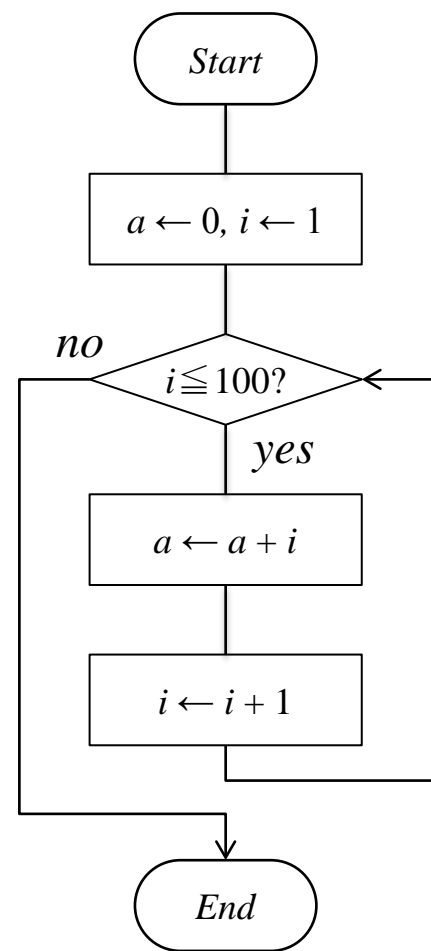 Start
a ← 0, i ← 1
no
i≦100?
yes
a ← a + i
i ← i + 1
End